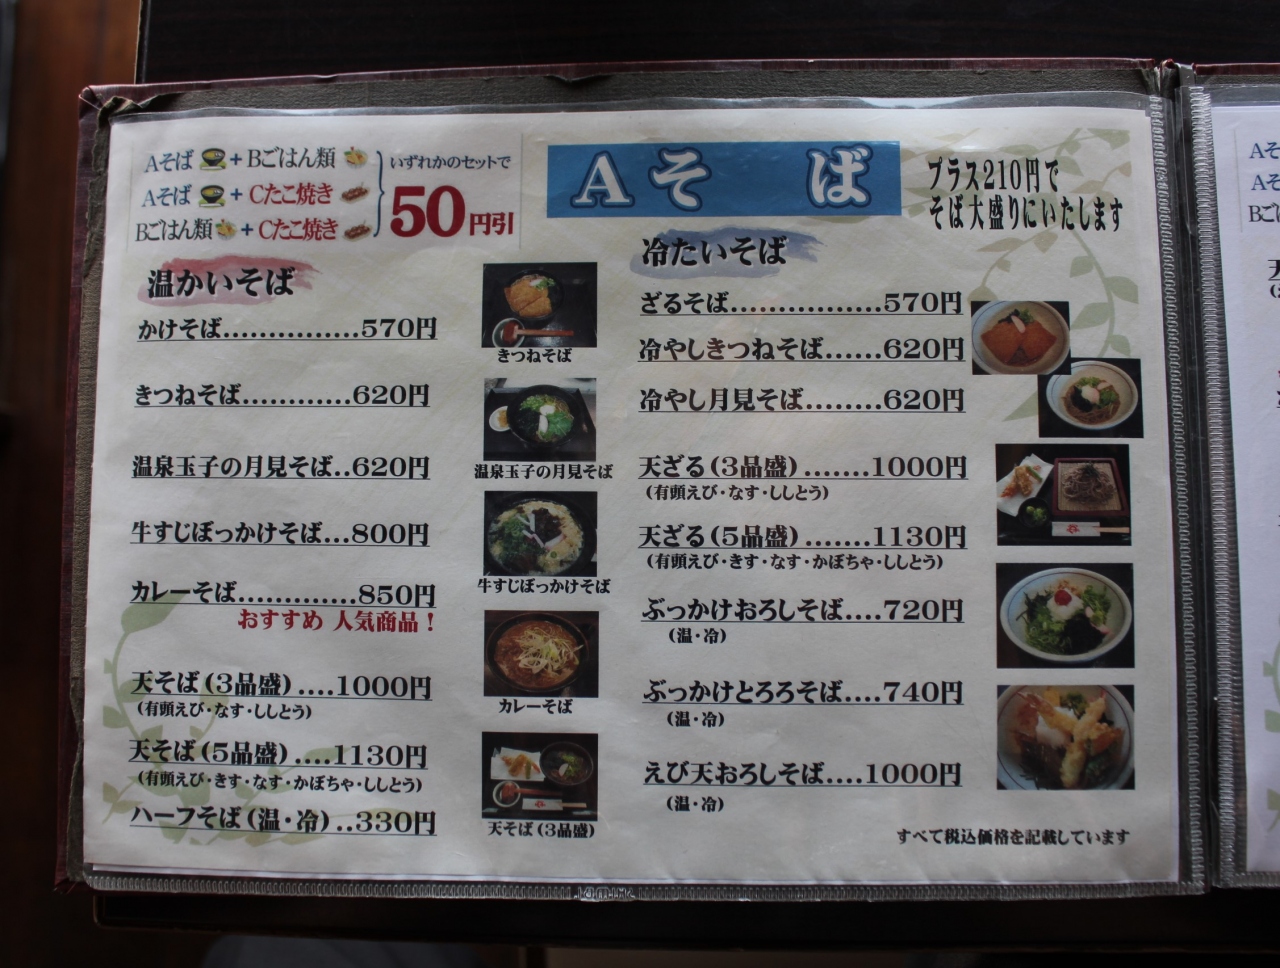 Aそば + Bごはん類
Aそば + Cたこ焼き
Bごはん類 + Cたこ焼き
いずれかのセットで
50円引
Aそば
プラス210円で
そば大盛りにいたします
温かいそば
かけそば...............570円
きつねそば............620円
温泉玉子の月見そば..620円
牛すじぼっかけそば...800円
カレーそば.............850円
おすすめ 人気商品！
天そば(3品盛)....1000円
(有頭えび・なす・ししとう)
天そば(5品盛)....1130円
(有頭えび・きす・なす・かぼちゃ・ししとう)
ハーフそば(温・冷)..330円
きつねそば
温泉玉子の月見そば
牛すじぼっかけそば
カレーそば
天そば(3品盛)
冷たいそば
ざるそば.................570円
冷やしきつねそば......620円
冷やし月見そば........620円
天ざる(3品盛).......1000円
(有頭えび・なす・ししとう)
天ざる(5品盛).......1130円
(有頭えび・きす・なす・かぼちゃ・ししとう)
ぶっかけおろしそば....720円
(温・冷)
ぶっかけとろろそば....740円
(温・冷)
えび天おろしそば....1000円
(温・冷)
すべて税込価格を記載しています
Aそ
Aそ
Bご